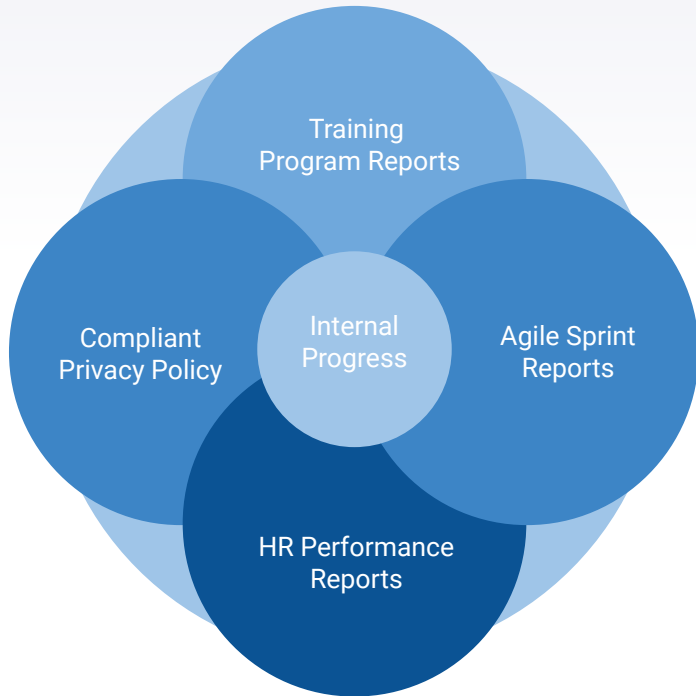 Training
Program Reports
Compliant
Privacy Policy
Internal
Progress
Agile Sprint
Reports
HR Performance
Reports